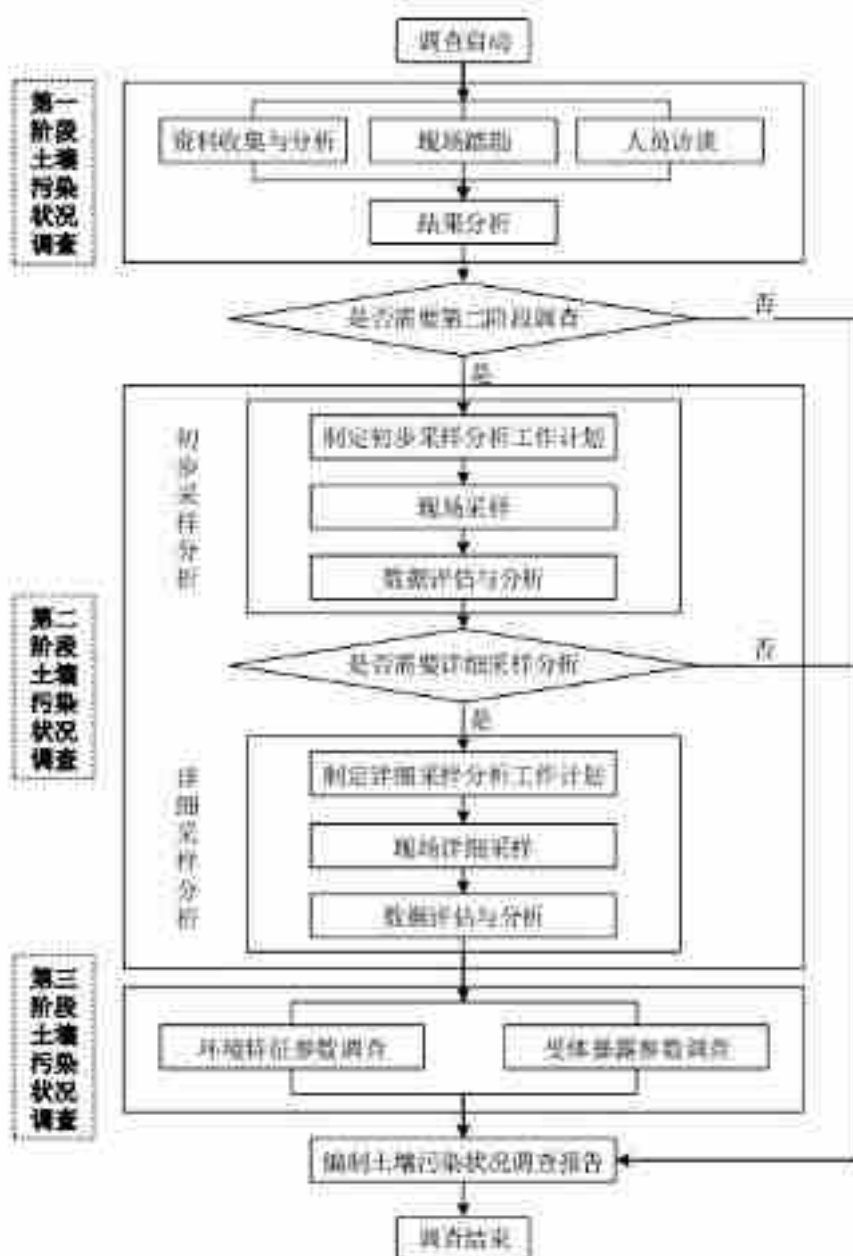 调查启动
第一
阶段
土壤
污染
状况
调查
资料收集与分析
现场踏勘
人员访谈
结果分析
是否需要第二阶段调查
否
是
初步采样分析
制定初步采样分析工作计划
现场采样
数据评估与分析
第二
阶段
土壤
污染
状况
调查
是否需要详细采样分析
否
是
详细采样分析
制定详细采样分析工作计划
现场详细采样
数据评估与分析
第三
阶段
土壤
污染
状况
调查
环境特征参数调查
受体暴露参数调查
编制土壤污染状况调查报告
调查结束